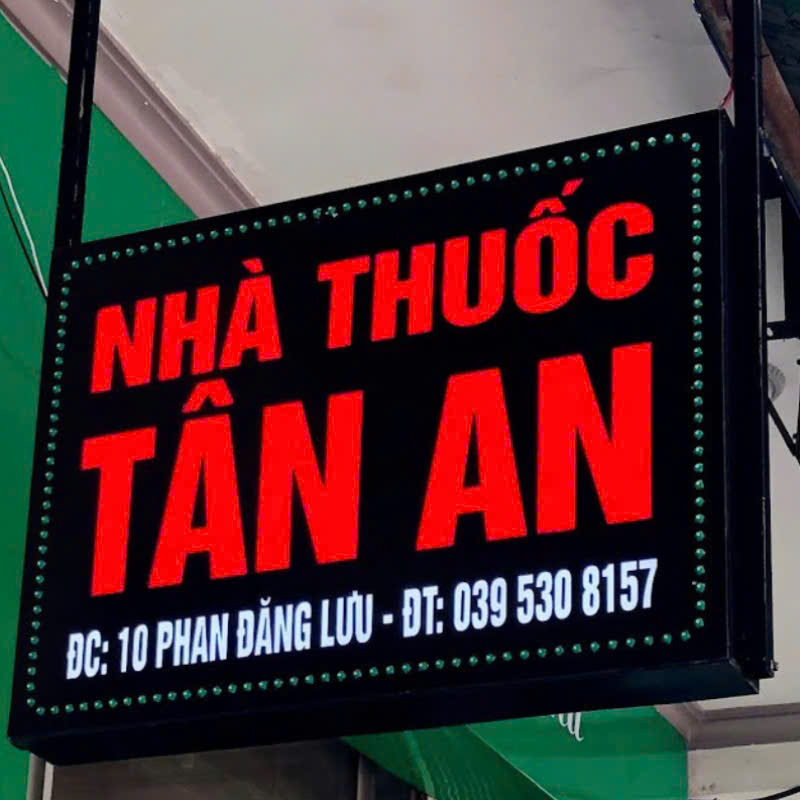 NHÀ THUỐC
TÂN AN
ĐC: 10 PHAN ĐĂNG LƯU - ĐT: 039 530 8157